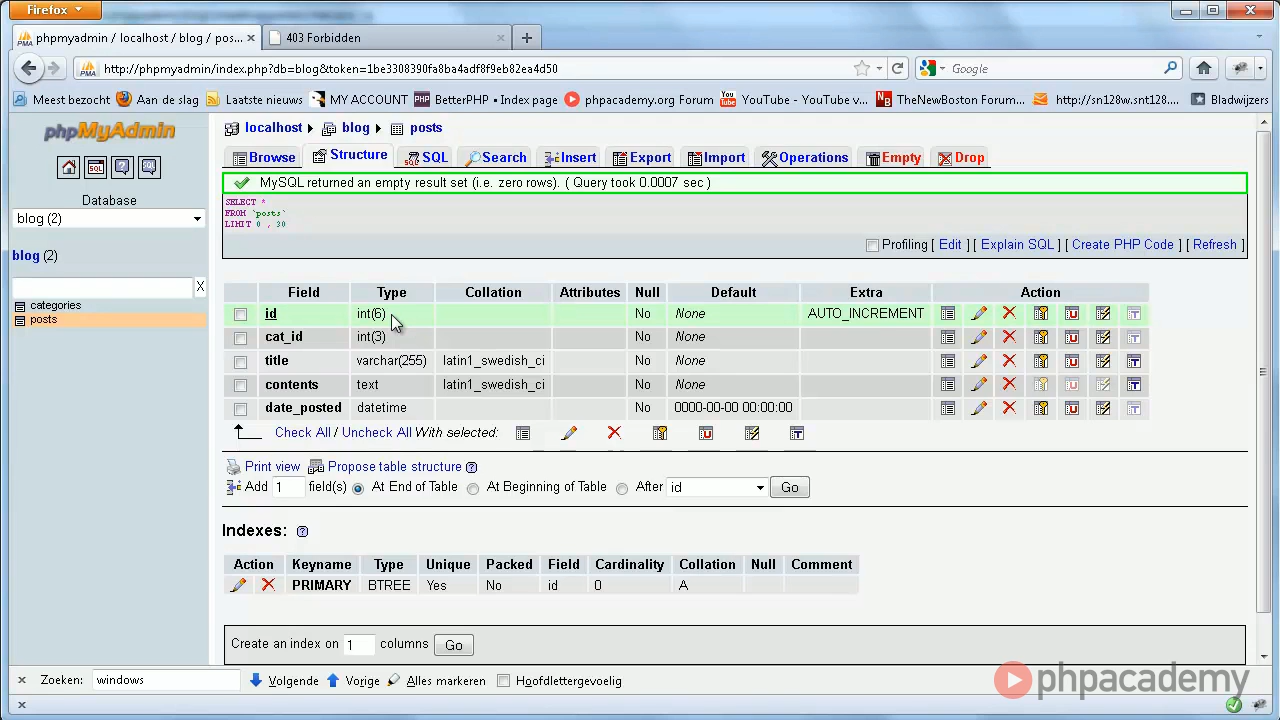 Firefox
phpmyadmin / localhost / blog / pos...
403 Forbidden
http://phpmyadmin/index.php?db=blog&token=1be3308390fa8ba4adf8f9eb82ea4d50
Google
Meest bezocht Aan de slag Laatste nieuws MY ACCOUNT BetterPHP • Index page phpacademy.org Forum YouTube - YouTube - v... TheNewBoston Forum... http://sn128w.snt128.... Bladwijzers
phpMyAdmin
Database
blog (2)
blog (2)
X
categories
posts
localhost blog posts
Browse Structure SQL Search Insert Export Import Operations Empty Drop
MySQL returned an empty result set (i.e. zero rows). ( Query took 0.0007 sec )
SELECT *
FROM `posts`
LIMIT 0 , 30
Profiling [ Edit ] [ Explain SQL ] [ Create PHP Code ] [ Refresh ]
Field Type Collation Attributes Null Default Extra Action
id int(6) No None AUTO_INCREMENT
cat_id int(3) No None
title varchar(255) latin1_swedish_ci No None
contents text latin1_swedish_ci No None
date_posted datetime No 0000-00-00 00:00:00
Check All / Uncheck All With selected:
Print view Propose table structure
Add 1 field(s) At End of Table At Beginning of Table After id Go
Indexes:
Action Keyname Type Unique Packed Field Cardinality Collation Null Comment
PRIMARY BTREE Yes No id 0 A
Create an index on 1 columns Go
Zoeken: windows Volgende Vorige Alles markeren Hoofdlettergevoelig
phpacademy